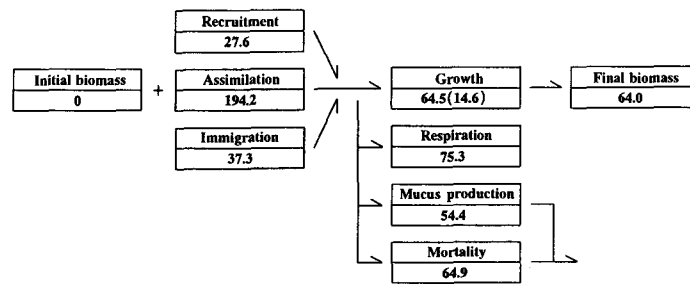 Recruitment
27.6
Initial biomass
0
+
Assimilation
194.2
Growth
64.5(14.6)
Final biomass
64.0
Immigration
37.3
Respiration
75.3
Mucus production
54.4
Mortality
64.9